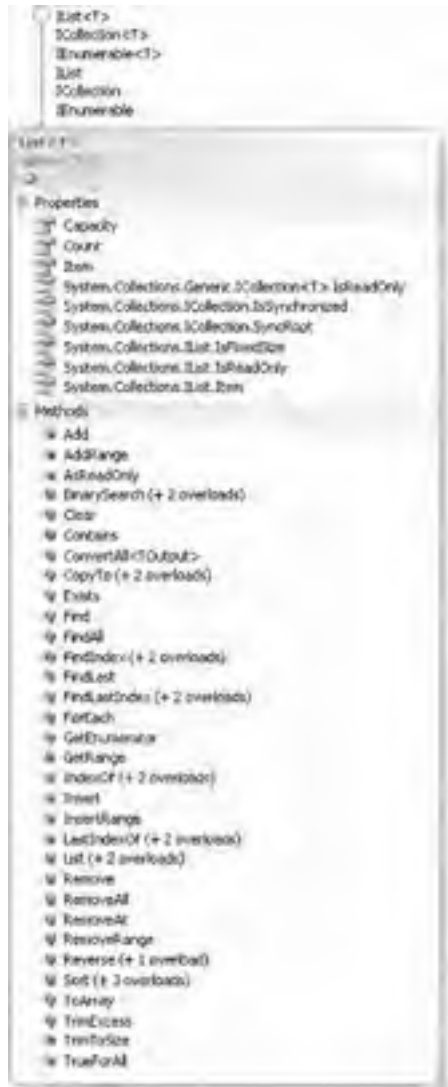 IList<T>
ICollection<T>
IEnumerable<T>
IList
ICollection
IEnumerable
List<T>
Properties
Capacity
Count
Item
System.Collections.Generic.ICollection<T>.IsReadOnly
System.Collections.ICollection.IsSynchronized
System.Collections.ICollection.SyncRoot
System.Collections.IList.IsFixedSize
System.Collections.IList.IsReadOnly
System.Collections.IList.Item
Methods
Add
AddRange
AsReadOnly
BinarySearch (+ 2 overloads)
Clear
Contains
ConvertAll<TOutput>
CopyTo (+ 2 overloads)
Exists
Find
FindAll
FindIndex (+ 2 overloads)
FindLast
FindLastIndex (+ 2 overloads)
ForEach
GetEnumerator
GetRange
IndexOf (+ 2 overloads)
Insert
InsertRange
LastIndexOf (+ 2 overloads)
List (+ 2 overloads)
Remove
RemoveAll
RemoveAt
RemoveRange
Reverse (+ 1 overload)
Sort (+ 3 overloads)
ToArray
TrimExcess
TrimToSize
TrueForAll